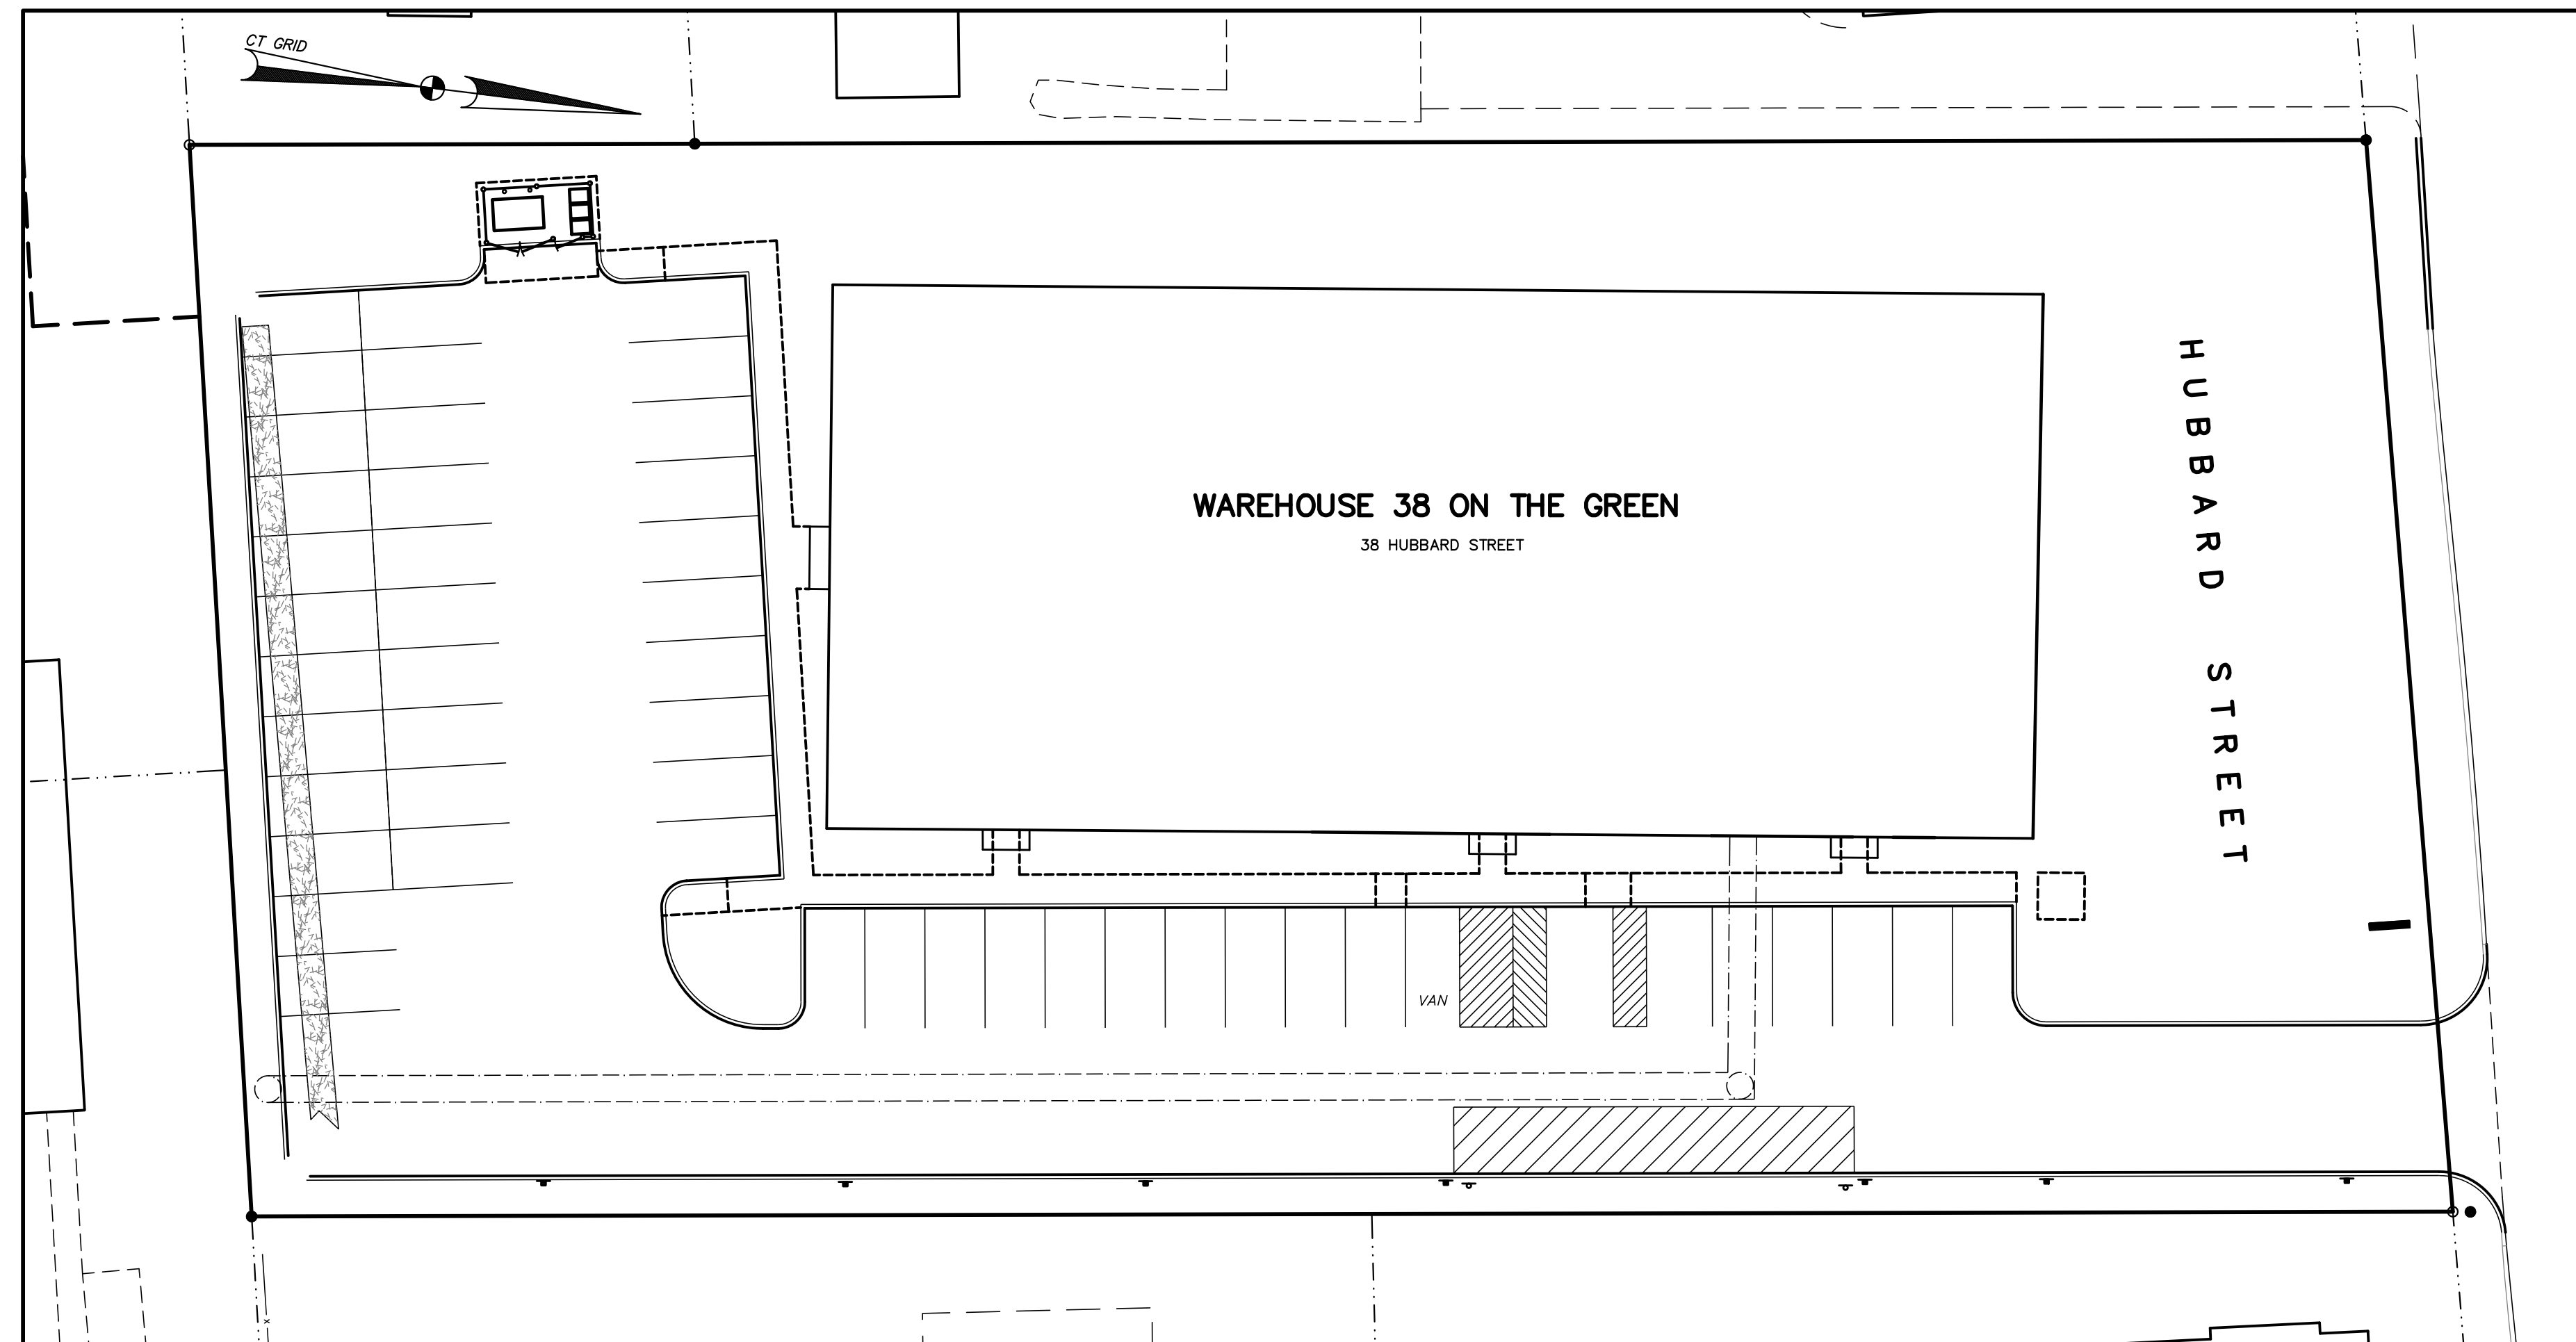 CT GRID
WAREHOUSE 38 ON THE GREEN
38 HUBBARD STREET
HUBBARD STREET
VAN